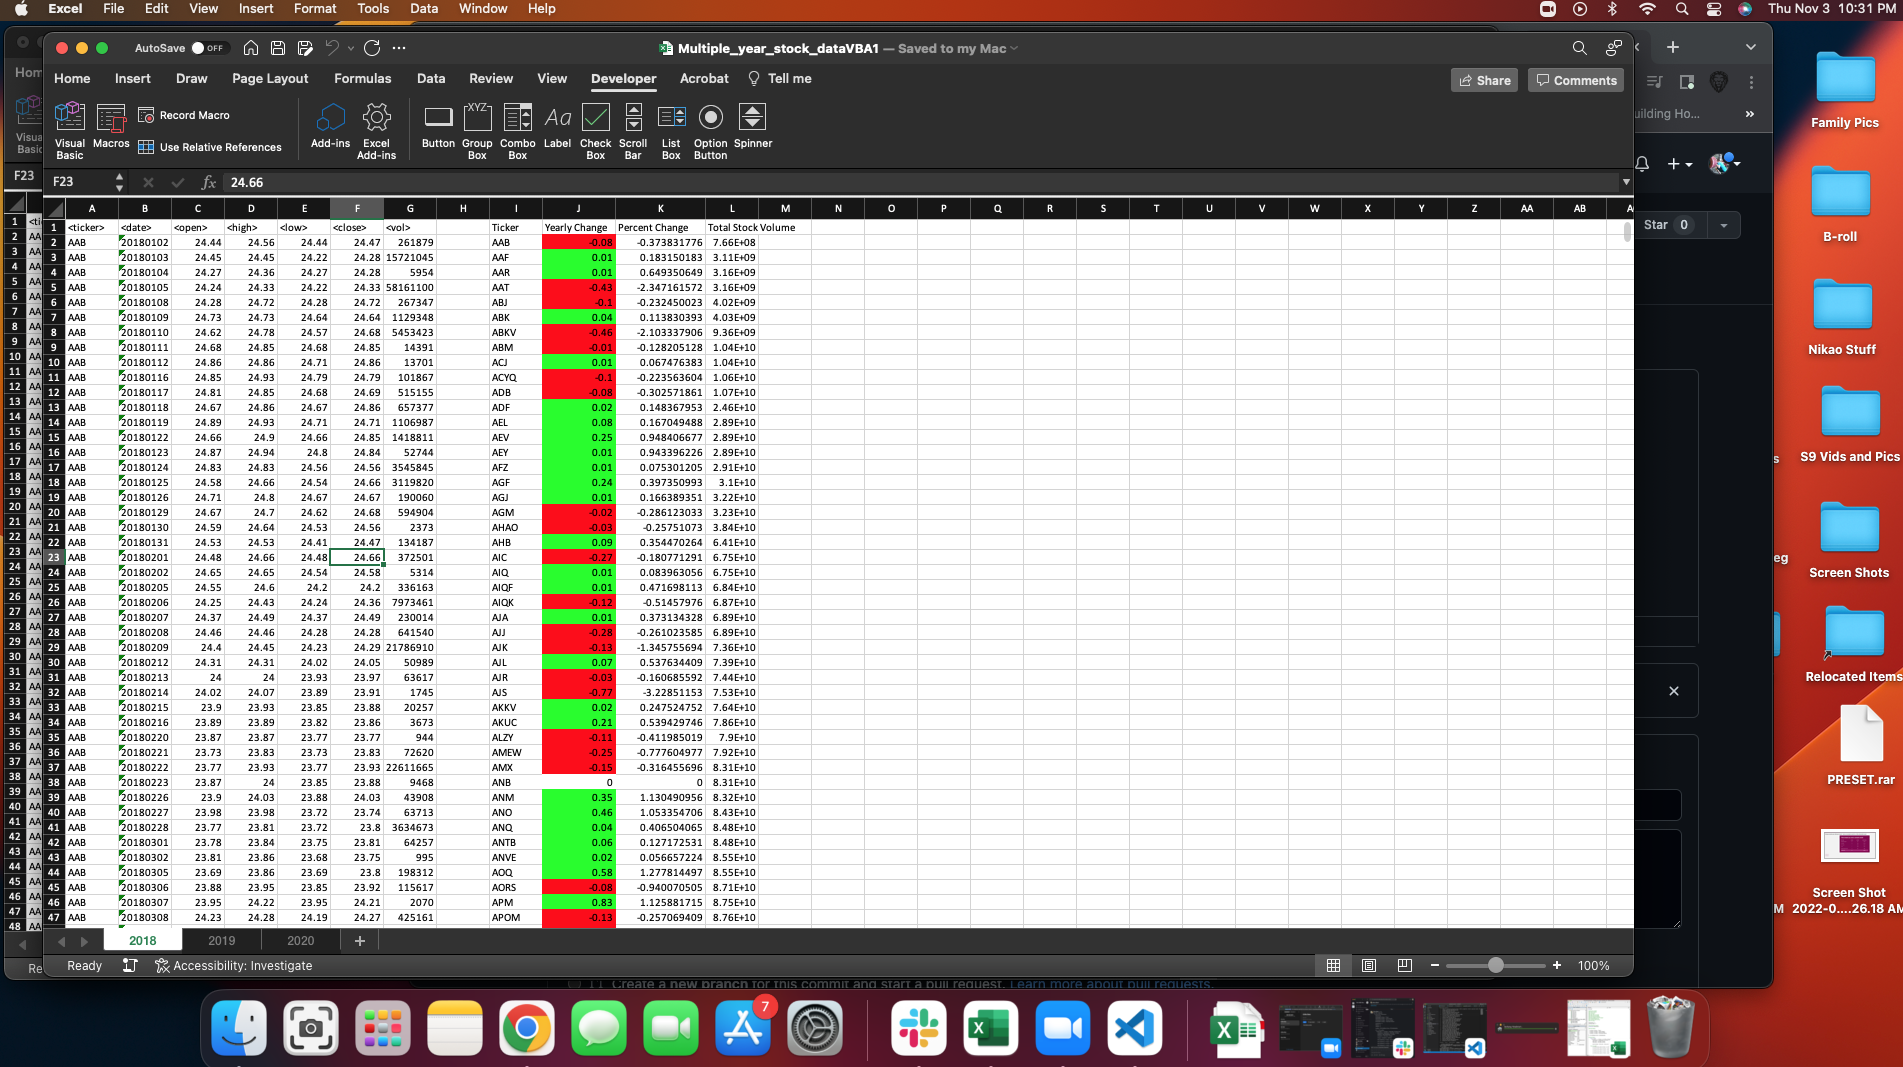 Excel File Edit View Insert Format Tools Data Window Help Thu Nov 3 10:31 PM
AutoSave OFF Multiple_year_stock_dataVBA1 — Saved to my Mac
Home Insert Draw Page Layout Formulas Data Review View Developer Acrobat Tell me Share Comments
Visual Basic Macros Record Macro Use Relative References Add-ins Excel Add-ins Button Group Box Combo Box Label Check Box Scroll Bar List Box Option Button Spinner
F23 fx 24.66
A B C D E F G H I J K L M N O P Q R S T U V W X Y Z AA AB
1 <ticker> <date> <open> <high> <low> <close> <vol> Ticker Yearly Change Percent Change Total Stock Volume
2 AAB 20180102 24.44 24.56 24.44 24.47 261879 AAB -0.08 -0.373831776 7.66E+08
3 AAB 20180103 24.45 24.45 24.22 24.28 15721045 AAF 0.01 0.183150183 3.11E+09
4 AAB 20180104 24.27 24.36 24.27 24.28 5954 AAR 0.01 0.649350649 3.16E+09
5 AAB 20180105 24.24 24.33 24.22 24.33 58161100 AAT -0.43 -2.347161572 3.16E+09
6 AAB 20180108 24.28 24.72 24.28 24.72 267347 ABJ -0.1 -0.232450023 4.02E+09
7 AAB 20180109 24.73 24.73 24.64 24.64 1129348 ABK 0.04 0.113830393 4.03E+09
8 AAB 20180110 24.62 24.78 24.57 24.68 5453423 ABKV -0.46 -2.103337906 9.36E+09
9 AAB 20180111 24.68 24.85 24.68 24.85 14391 ABM -0.01 -0.128205128 1.04E+10
10 AAB 20180112 24.86 24.86 24.71 24.86 13701 ACJ 0.01 0.067476383 1.04E+10
11 AAB 20180116 24.85 24.93 24.79 24.79 101867 ACYQ -0.1 -0.223563604 1.06E+10
12 AAB 20180117 24.81 24.85 24.68 24.69 515155 ADB -0.08 -0.302571861 1.07E+10
13 AAB 20180118 24.67 24.86 24.67 24.86 657377 ADF 0.02 0.148367953 2.46E+10
14 AAB 20180119 24.89 24.93 24.71 24.71 1106987 AEL 0.08 0.167049488 2.89E+10
15 AAB 20180122 24.66 24.9 24.66 24.85 1418811 AEV 0.25 0.948406677 2.89E+10
16 AAB 20180123 24.87 24.94 24.8 24.84 52744 AEY 0.01 0.943396226 2.89E+10
17 AAB 20180124 24.83 24.83 24.56 24.56 3545845 AFZ 0.01 0.075301205 2.91E+10
18 AAB 20180125 24.58 24.66 24.54 24.66 3119820 AGF 0.24 0.397350993 3.1E+10
19 AAB 20180126 24.71 24.8 24.67 24.67 190060 AGJ 0.01 0.166389351 3.22E+10
20 AAB 20180129 24.67 24.7 24.62 24.68 594904 AGM -0.02 -0.286123033 3.23E+10
21 AAB 20180130 24.59 24.64 24.53 24.56 2373 AHAO -0.03 -0.25751073 3.84E+10
22 AAB 20180131 24.53 24.53 24.41 24.47 134187 AHB 0.09 0.354470264 6.41E+10
23 AAB 20180201 24.48 24.66 24.48 24.66 372501 AIC -0.27 -0.180771291 6.75E+10
24 AAB 20180202 24.65 24.65 24.54 24.58 5314 AIQ 0.01 0.083963056 6.75E+10
25 AAB 20180205 24.55 24.6 24.2 24.2 336163 AIQF 0.01 0.471698113 6.84E+10
26 AAB 20180206 24.25 24.43 24.24 24.36 7973461 AIQK -0.12 -0.51457976 6.87E+10
27 AAB 20180207 24.37 24.49 24.37 24.49 230014 AJA 0.01 0.373134328 6.89E+10
28 AAB 20180208 24.46 24.46 24.28 24.28 641540 AJJ -0.28 -0.261023585 6.89E+10
29 AAB 20180209 24.4 24.45 24.23 24.29 21786910 AJK -0.13 -1.345755694 7.36E+10
30 AAB 20180212 24.31 24.31 24.02 24.05 50989 AJL 0.07 0.537634409 7.39E+10
31 AAB 20180213 24 24 23.93 23.97 63617 AJR -0.03 -0.160685592 7.44E+10
32 AAB 20180214 24.02 24.07 23.89 23.91 1745 AJS -0.77 -3.22851153 7.53E+10
33 AAB 20180215 23.9 23.93 23.85 23.88 20257 AKKV 0.02 0.247524752 7.64E+10
34 AAB 20180216 23.89 23.89 23.82 23.86 3673 AKUC 0.21 0.539429746 7.86E+10
35 AAB 20180220 23.87 23.87 23.77 23.77 944 ALZY -0.11 -0.411985019 7.9E+10
36 AAB 20180221 23.73 23.83 23.73 23.83 72620 AMEW -0.25 -0.777604977 7.92E+10
37 AAB 20180222 23.77 23.93 23.77 23.93 22611665 AMX -0.15 -0.316455696 8.31E+10
38 AAB 20180223 23.87 24 23.85 23.88 9468 ANB 0 0 8.31E+10
39 AAB 20180226 23.9 24.03 23.88 24.03 43908 ANM 0.35 1.130490956 8.32E+10
40 AAB 20180227 23.98 23.98 23.72 23.74 63713 ANO 0.46 1.053354706 8.43E+10
41 AAB 20180228 23.77 23.81 23.72 23.8 3634673 ANQ 0.04 0.406504065 8.48E+10
42 AAB 20180301 23.78 23.84 23.75 23.81 64257 ANTB 0.06 0.127172531 8.48E+10
43 AAB 20180302 23.81 23.86 23.68 23.75 995 ANVE 0.02 0.056657224 8.55E+10
44 AAB 20180305 23.69 23.86 23.69 23.8 198312 AOQ 0.58 1.277814497 8.55E+10
45 AAB 20180306 23.88 23.95 23.85 23.92 115617 AORS -0.08 -0.940070505 8.71E+10
46 AAB 20180307 23.95 24.22 23.95 24.21 2070 APM 0.83 1.125881715 8.75E+10
47 AAB 20180308 24.23 24.28 24.19 24.27 425161 APOM -0.13 -0.257069409 8.76E+10
2018 2019 2020
Ready Accessibility: Investigate 100%
Create a new branch for this commit and start a pull request. Learn more about pull requests.
uilding Ho...
Star 0
Family Pics
B-roll
Nikao Stuff
S9 Vids and Pics
Screen Shots
Relocated Items
PRESET.rar
Screen Shot
2022-0....26.18 AM
7